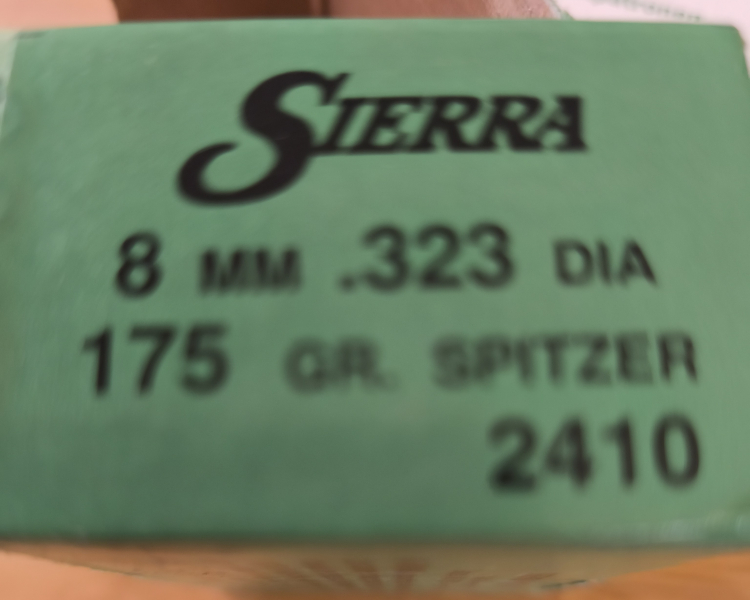 SIERRA
8 MM .323 DIA
175 GR. SPITZER
2410